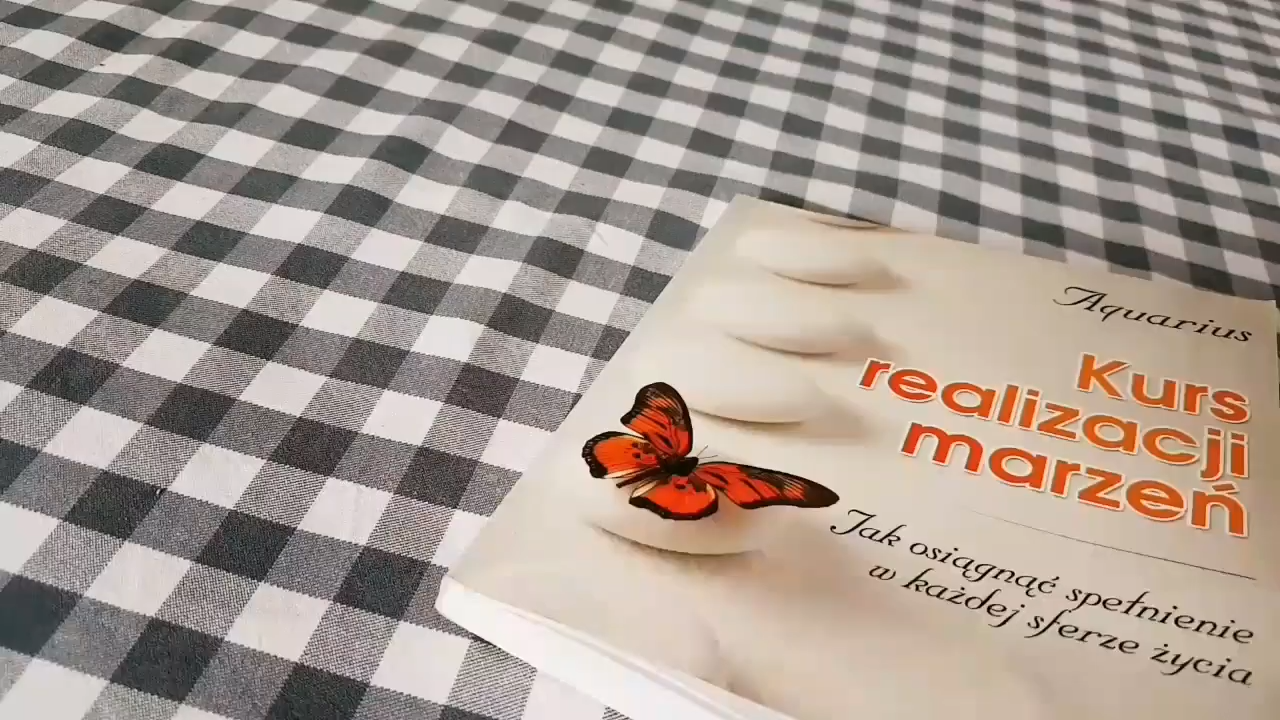 Aquarius
Kurs
realizacji
marzeń
Jak osiągnąć spełnienie
w każdej sferze życia